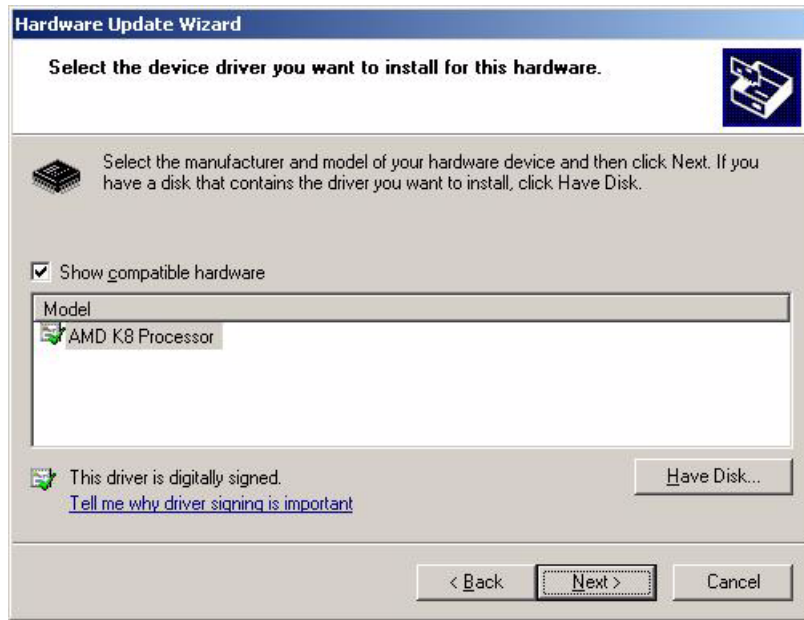 Hardware Update Wizard
Select the device driver you want to install for this hardware.
Select the manufacturer and model of your hardware device and then click Next. If you
have a disk that contains the driver you want to install, click Have Disk.
Show compatible hardware
Model
AMD K8 Processor
This driver is digitally signed.
Tell me why driver signing is important
Have Disk...
< Back
Next >
Cancel